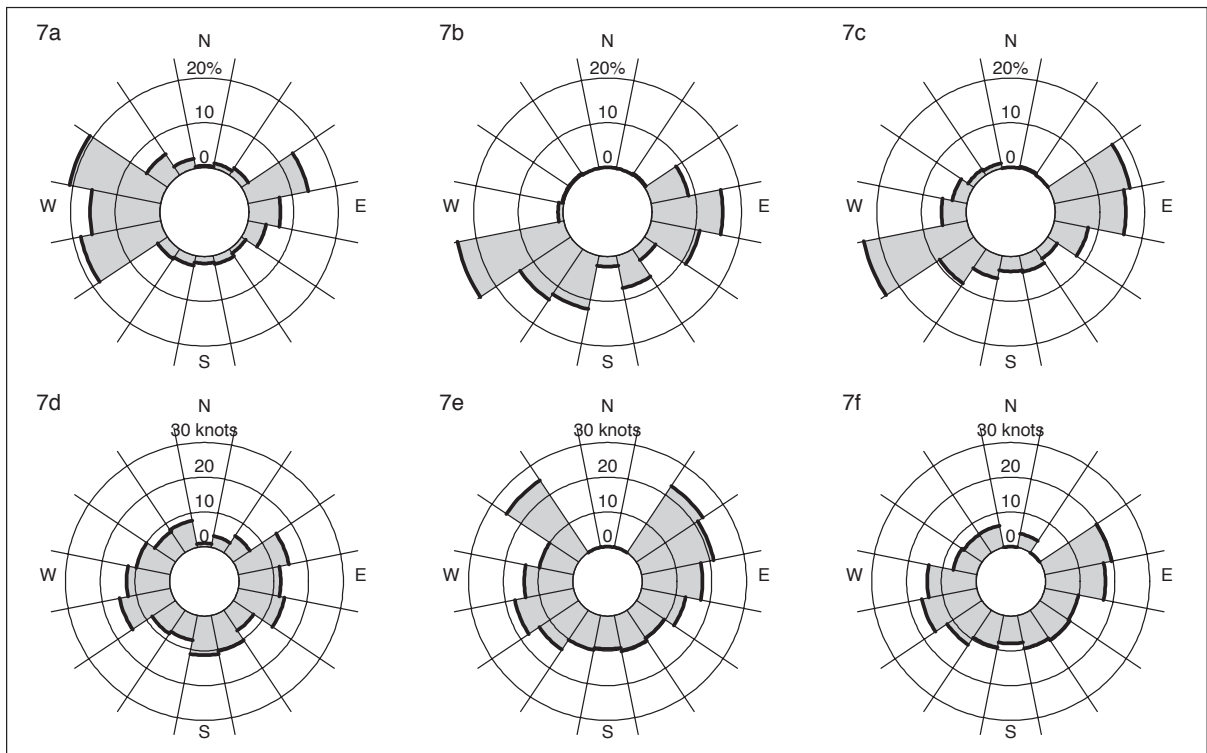 7a 7b 7c
N N N
20% 20% 20%
10 10 10
0 0 0
W E W E W E
S S S
7d 7e 7f
N N N
30 knots 30 knots 30 knots
20 20 20
10 10 10
0 0 0
W E W E W E
S S S